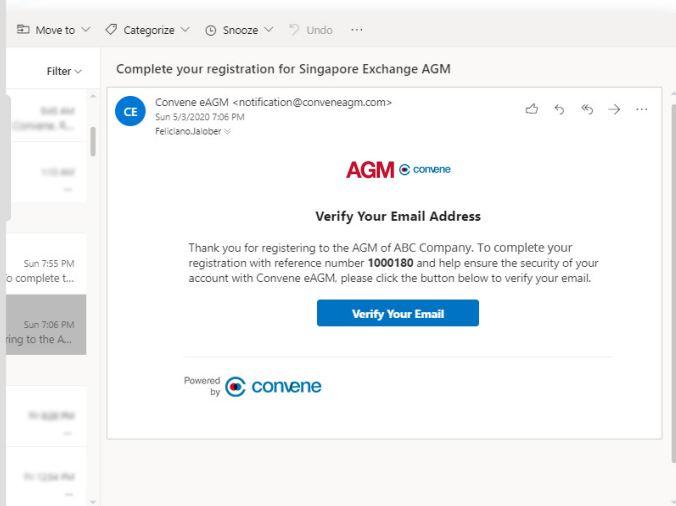 Move to Categorize Snooze Undo ...
Filter
Complete your registration for Singapore Exchange AGM
CE
Convene eAGM <notification@conveneagm.com>
Sun 5/3/2020 7:06 PM
Feliciano.Jalober
AGM convene
Verify Your Email Address
Thank you for registering to the AGM of ABC Company. To complete your
registration with reference number 1000180 and help ensure the security of your
account with Convene eAGM, please click the button below to verify your email.
Verify Your Email
Powered
by convene
Sun 7:55 PM
o complete t...
Sun 7:06 PM
ring to the A...